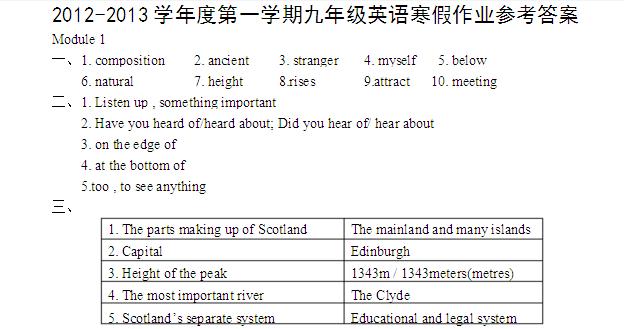 2012-2013学年度第一学期九年级英语寒假作业参考答案
Module 1
一、1. composition 2. ancient 3. stranger 4. myself 5. below
6. natural 7. height 8.rises 9.attract 10. meeting
二、1. Listen up , something important
2. Have you heard of/heard about; Did you hear of/ hear about
3. on the edge of
4. at the bottom of
5.too , to see anything
三、
1. The parts making up of Scotland The mainland and many islands
2. Capital Edinburgh
3. Height of the peak 1343m / 1343meters(metres)
4. The most important river The Clyde
5. Scotland’s separate system Educational and legal system